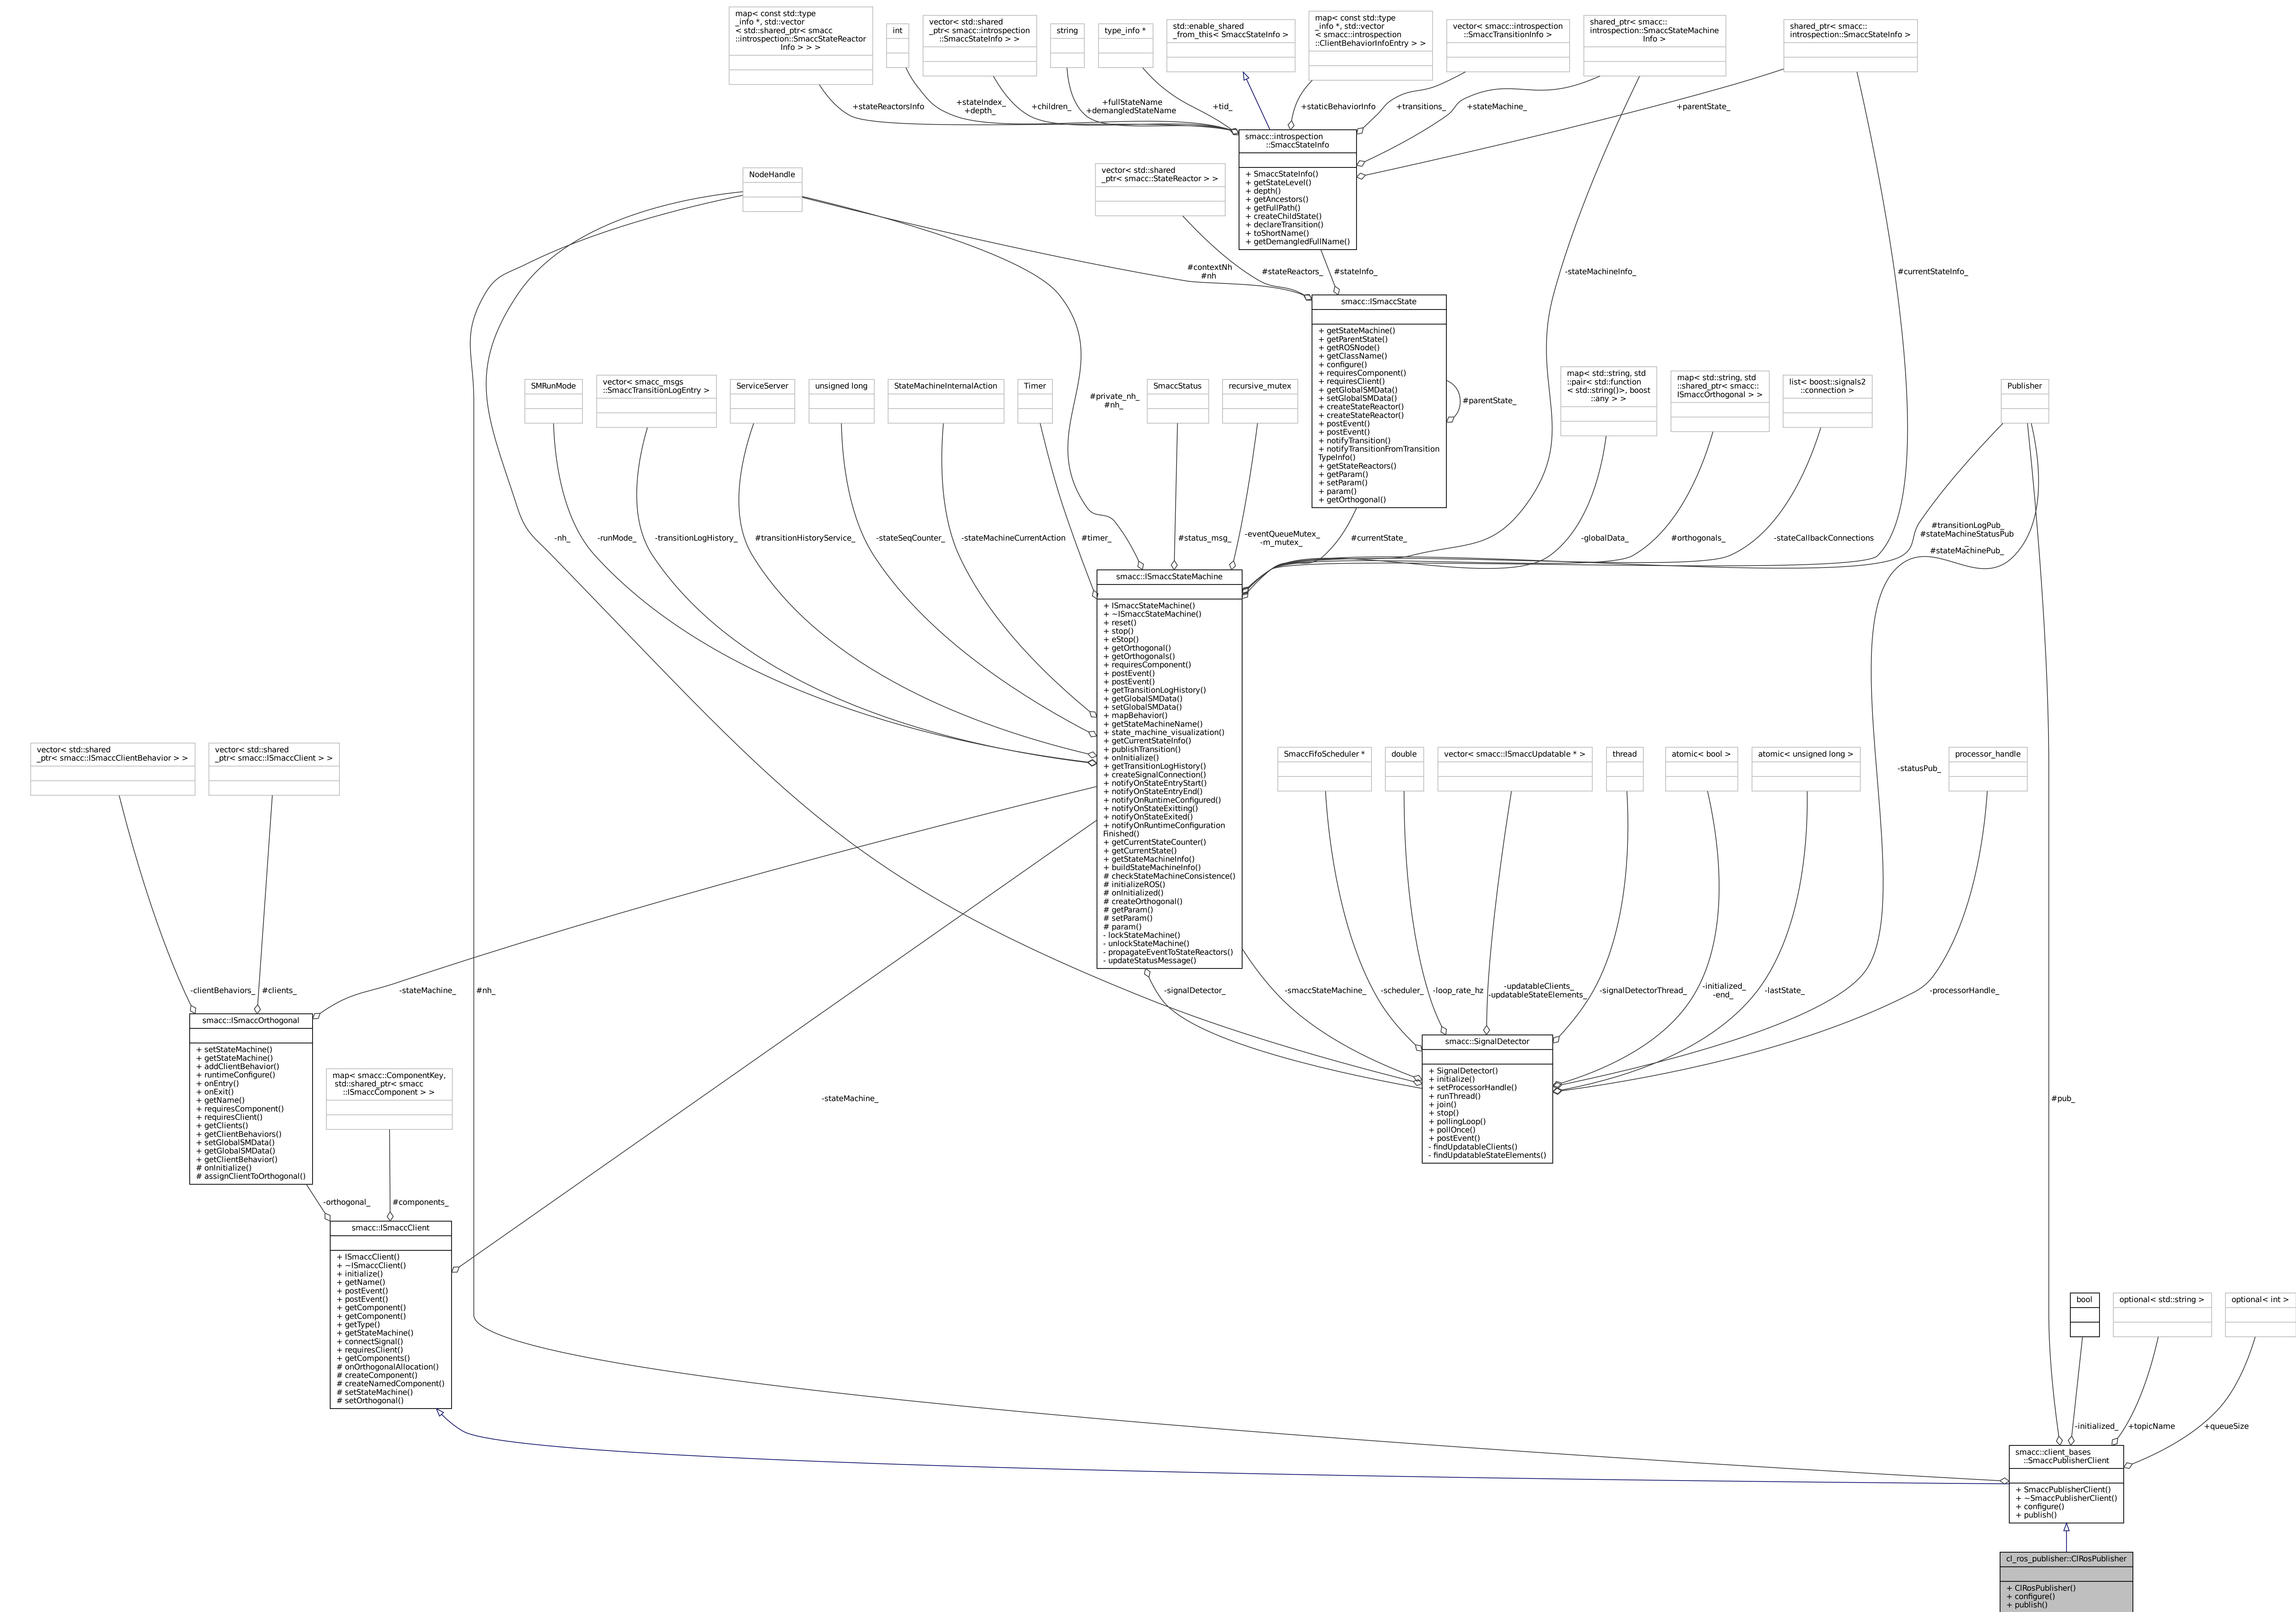 map< const std::type
_info *, std::vector
< std::shared_ptr< smacc
::introspection::SmaccStateReactor
Info > > >
int
vector< std::shared
_ptr< smacc::introspection
::SmaccStateInfo > >
string
type_info *
std::enable_shared
_from_this< SmaccStateInfo >
map< const std::type
_info *, std::vector
< smacc::introspection
::ClientBehaviorInfoEntry > >
vector< smacc::introspection
::SmaccTransitionInfo >
shared_ptr< smacc::
introspection::SmaccStateMachine
Info >
shared_ptr< smacc::
introspection::SmaccStateInfo >
+stateReactorsInfo
+stateIndex_
+depth_
+children_
+fullStateName
+demangledStateName
+tid_
+staticBehaviorInfo
+transitions_
+stateMachine_
+parentState_
smacc::introspection
::SmaccStateInfo
+ SmaccStateInfo()
+ getStateLevel()
+ depth()
+ getAncestors()
+ getFullPath()
+ createChildState()
+ declareTransition()
+ toShortName()
+ getDemangledFullName()
vector< std::shared
_ptr< smacc::StateReactor > >
NodeHandle
#contextNh
#nh
#stateReactors_
#stateInfo_
-stateMachineInfo_
#currentStateInfo_
smacc::ISmaccState
+ getStateMachine()
+ getParentState()
+ getROSNode()
+ getClassName()
+ configure()
+ requiresComponent()
+ requiresClient()
+ getGlobalSMData()
+ setGlobalSMData()
+ createStateReactor()
+ createStateReactor()
+ postEvent()
+ postEvent()
+ notifyTransition()
+ notifyTransitionFromTransition
TypeInfo()
+ getStateReactors()
+ getParam()
+ setParam()
+ param()
+ getOrthogonal()
#parentState_
SMRunMode
vector< smacc_msgs
::SmaccTransitionLogEntry >
ServiceServer
unsigned long
StateMachineInternalAction
Timer
#private_nh_
#nh_
SmaccStatus
recursive_mutex
map< std::string, std
::pair< std::function
< std::string()>, boost
::any > >
map< std::string, std
::shared_ptr< smacc::
ISmaccOrthogonal > >
list< boost::signals2
::connection >
Publisher
-nh_
-runMode_
-transitionLogHistory_
#transitionHistoryService_
-stateSeqCounter_
-stateMachineCurrentAction
#timer_
#status_msg_
-eventQueueMutex_
-m_mutex_
#currentState_
-globalData_
#orthogonals_
-stateCallbackConnections
#transitionLogPub_
#stateMachineStatusPub
_
#stateMachinePub_
smacc::ISmaccStateMachine
+ ISmaccStateMachine()
+ ~ISmaccStateMachine()
+ reset()
+ stop()
+ eStop()
+ getOrthogonal()
+ getOrthogonals()
+ requiresComponent()
+ postEvent()
+ postEvent()
+ getTransitionLogHistory()
+ getGlobalSMData()
+ setGlobalSMData()
+ mapBehavior()
+ getStateMachineName()
+ state_machine_visualization()
+ getCurrentStateInfo()
+ publishTransition()
+ onInitialize()
+ getTransitionLogHistory()
+ createSignalConnection()
+ notifyOnStateEntryStart()
+ notifyOnStateEntryEnd()
+ notifyOnRuntimeConfigured()
+ notifyOnStateExitting()
+ notifyOnStateExited()
+ notifyOnRuntimeConfiguration
Finished()
+ getCurrentStateCounter()
+ getCurrentState()
+ getStateMachineInfo()
+ buildStateMachineInfo()
# checkStateMachineConsistence()
# initializeROS()
# onInitialized()
# createOrthogonal()
# getParam()
# setParam()
# param()
- lockStateMachine()
- unlockStateMachine()
- propagateEventToStateReactors()
- updateStatusMessage()
vector< std::shared
_ptr< smacc::ISmaccClientBehavior > >
vector< std::shared
_ptr< smacc::ISmaccClient > >
SmaccFifoScheduler *
double
vector< smacc::ISmaccUpdatable * >
thread
atomic< bool >
atomic< unsigned long >
-statusPub_
processor_handle
-clientBehaviors_
#clients_
-stateMachine_
#nh_
-signalDetector_
-smaccStateMachine_
-scheduler_
-loop_rate_hz
-updatableClients_
-updatableStateElements_
-signalDetectorThread_
-initialized_
-end_
-lastState_
-processorHandle_
smacc::ISmaccOrthogonal
+ setStateMachine()
+ getStateMachine()
+ addClientBehavior()
+ runtimeConfigure()
+ onEntry()
+ onExit()
+ getName()
+ requiresComponent()
+ requiresClient()
+ getClients()
+ getClientBehaviors()
+ setGlobalSMData()
+ getGlobalSMData()
+ getClientBehavior()
# onInitialize()
# assignClientToOrthogonal()
smacc::SignalDetector
+ SignalDetector()
+ initialize()
+ setProcessorHandle()
+ runThread()
+ join()
+ stop()
+ pollingLoop()
+ pollOnce()
+ postEvent()
- findUpdatableClients()
- findUpdatableStateElements()
map< smacc::ComponentKey,
std::shared_ptr< smacc
::ISmaccComponent > >
-stateMachine_
#pub_
-orthogonal_
#components_
smacc::ISmaccClient
+ ISmaccClient()
+ ~ISmaccClient()
+ initialize()
+ getName()
+ postEvent()
+ postEvent()
+ getComponent()
+ getComponent()
+ getType()
+ getStateMachine()
+ connectSignal()
+ requiresClient()
+ getComponents()
# onOrthogonalAllocation()
# createComponent()
# createNamedComponent()
# setStateMachine()
# setOrthogonal()
bool
optional< std::string >
optional< int >
-initialized_
+topicName
+queueSize
smacc::client_bases
::SmaccPublisherClient
+ SmaccPublisherClient()
+ ~SmaccPublisherClient()
+ configure()
+ publish()
cl_ros_publisher::ClRosPublisher
+ ClRosPublisher()
+ configure()
+ publish()